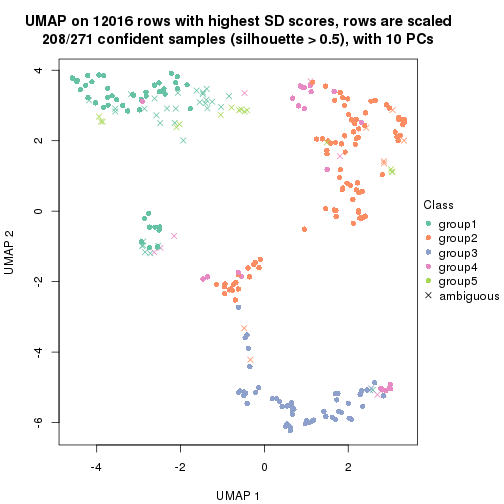 UMAP on 12016 rows with highest SD scores, rows are scaled
208/271 confident samples (silhouette > 0.5), with 10 PCs
4
2
0
-2
-4
-6
UMAP 2
-4
-2
0
2
UMAP 1
Class
group1
group2
group3
group4
group5
ambiguous